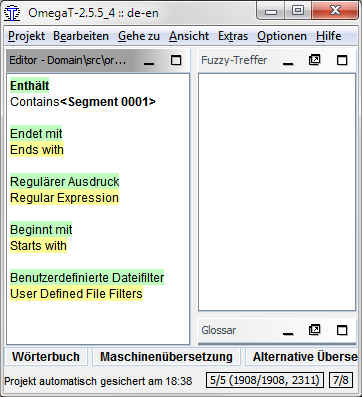 OmegaT-2.5.5_4 :: de-en
Projekt Bearbeiten Gehe zu Ansicht Extras Optionen Hilfe
Editor - Domain\src\or...
Fuzzy-Treffer
Enthält
Contains<Segment 0001>
Endet mit
Ends with
Regulärer Ausdruck
Regular Expression
Beginnt mit
Starts with
Benutzerdefinierte Dateifilter
User Defined File Filters
Glossar
Wörterbuch Maschinenübersetzung Alternative Überse
Projekt automatisch gesichert am 18:38 5/5 (1908/1908, 2311) 7/8